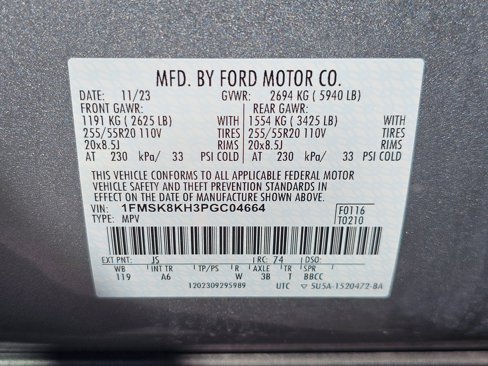 MFD. BY FORD MOTOR CO.
DATE: 11/23 GVWR: 2694 KG ( 5940 LB)
FRONT GAWR: REAR GAWR:
1191 KG ( 2625 LB) WITH 1554 KG ( 3425 LB) WITH
255/55R20 110V TIRES 255/55R20 110V TIRES
20x8.5J RIMS 20x8.5J RIMS
AT 230 kPa/ 33 PSI COLD AT 230 kPa/ 33 PSI COLD
THIS VEHICLE CONFORMS TO ALL APPLICABLE FEDERAL MOTOR
VEHICLE SAFETY AND THEFT PREVENTION STANDARDS IN
EFFECT ON THE DATE OF MANUFACTURE SHOWN ABOVE.
VIN: 1FMSK8KH3PGC04664 F0116
TYPE: MPV T0210
EXT PNT: JS RC: 74 DSO:
WB INT TR TP/PS R AXLE TR SPR
119 A6 W 3B T BBCC
1202309295989 UTC ▽ 5U5A-1520472-BA